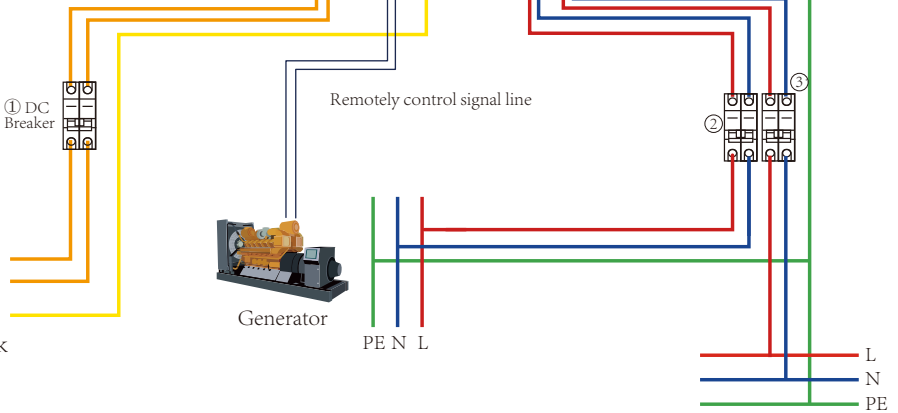 ① DC
Breaker
Remotely control signal line
②
③
Generator
PE N L
k
L
N
PE